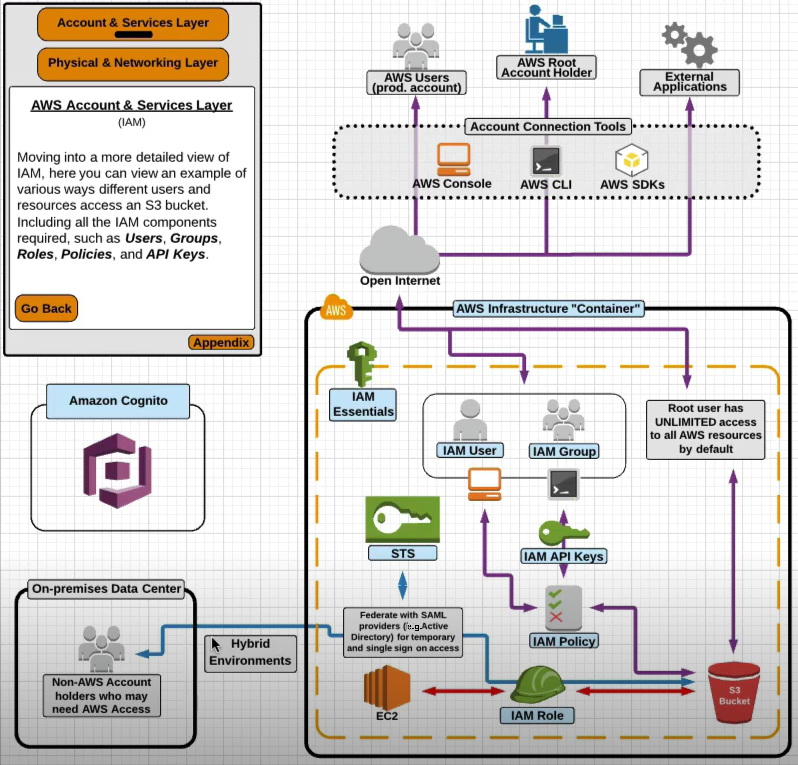 Account & Services Layer
Physical & Networking Layer
AWS Account & Services Layer
(IAM)
Moving into a more detailed view of
IAM, here you can view an example of
various ways different users and
resources access an S3 bucket.
Including all the IAM components
required, such as Users, Groups,
Roles, Policies, and API Keys.
Go Back
Appendix
AWS Users
(prod. account)
AWS Root
Account Holder
External
Applications
Account Connection Tools
AWS Console
AWS CLI
AWS SDKs
Open Internet
AWS
AWS Infrastructure "Container"
IAM
Essentials
IAM User
IAM Group
Root user has
UNLIMITED access
to all AWS resources
by default
Amazon Cognito
STS
IAM API Keys
Federate with SAML
providers (e.g.Active
Directory) for temporary
and single sign on access
IAM Policy
On-premises Data Center
Non-AWS Account
holders who may
need AWS Access
Hybrid
Environments
EC2
IAM Role
S3
Bucket